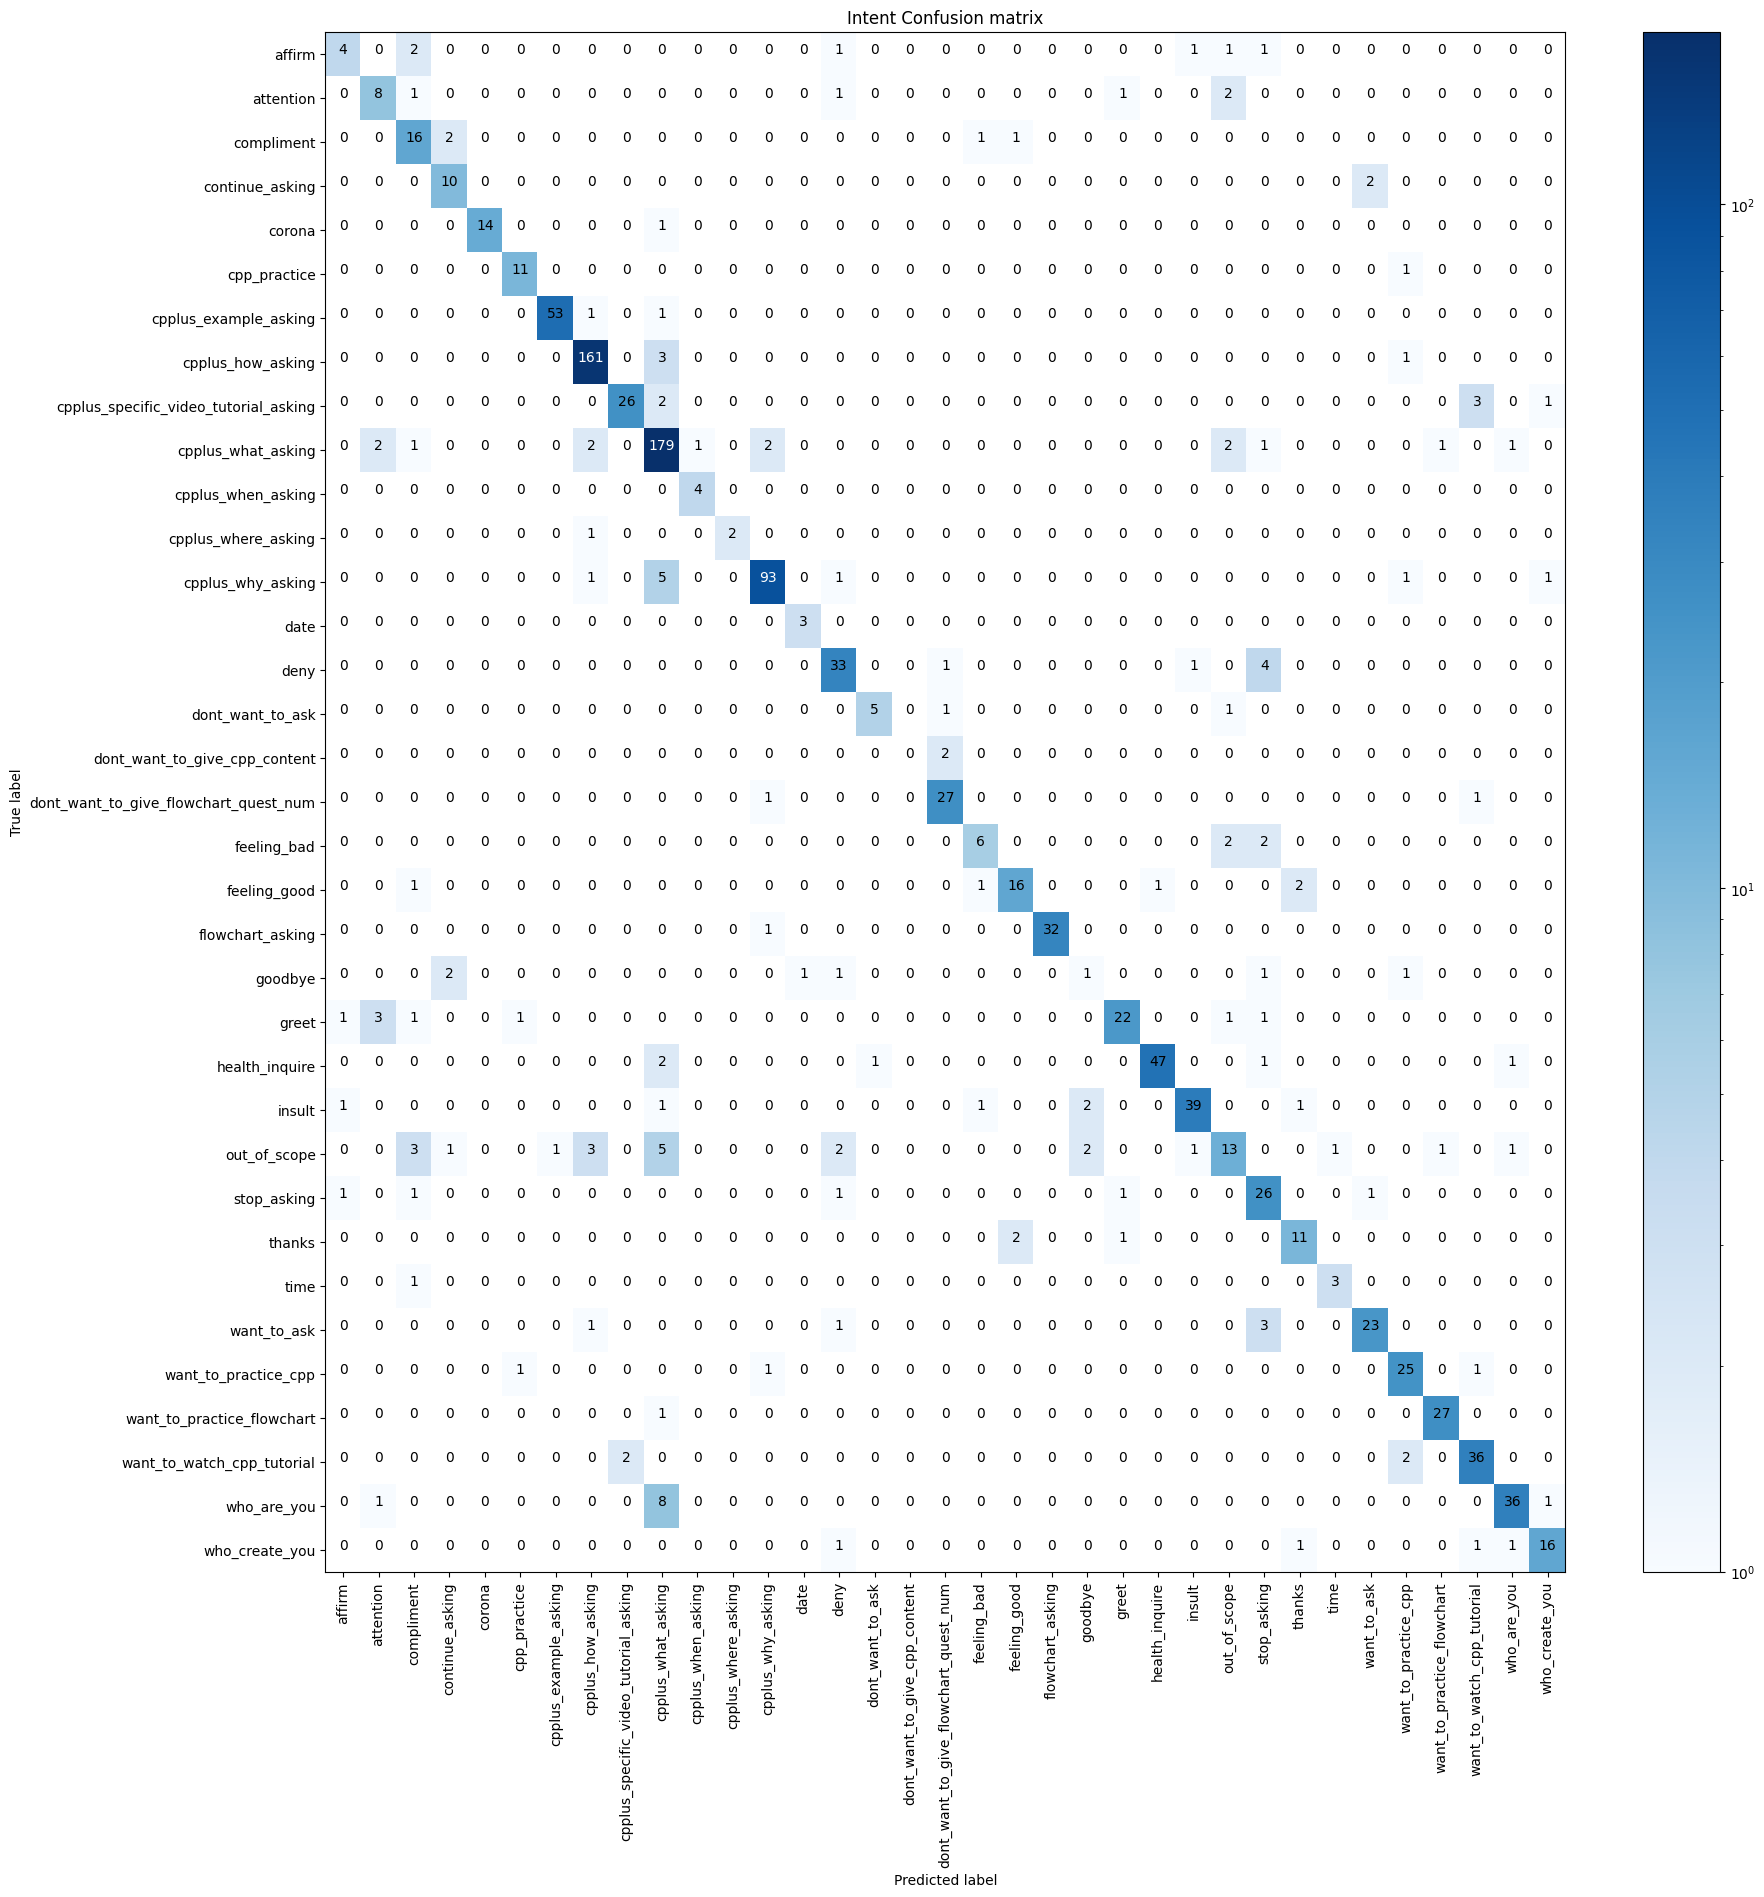 Intent Confusion matrix
affirm 4 0 2 0 0 0 0 0 0 0 0 0 0 0 1 0 0 0 0 0 0 0 0 0 1 1 1 0 0 0 0 0 0 0 0
attention 0 8 1 0 0 0 0 0 0 0 0 0 0 0 1 0 0 0 0 0 0 0 1 0 0 2 0 0 0 0 0 0 0 0 0
compliment 0 0 16 2 0 0 0 0 0 0 0 0 0 0 0 0 0 0 1 1 0 0 0 0 0 0 0 0 0 0 0 0 0 0 0
continue_asking 0 0 0 10 0 0 0 0 0 0 0 0 0 0 0 0 0 0 0 0 0 0 0 0 0 0 0 0 0 2 0 0 0 0 0
corona 0 0 0 0 14 0 0 0 0 1 0 0 0 0 0 0 0 0 0 0 0 0 0 0 0 0 0 0 0 0 0 0 0 0 0
cpp_practice 0 0 0 0 0 11 0 0 0 0 0 0 0 0 0 0 0 0 0 0 0 0 0 0 0 0 0 0 0 0 1 0 0 0 0
cpplus_example_asking 0 0 0 0 0 0 53 1 0 1 0 0 0 0 0 0 0 0 0 0 0 0 0 0 0 0 0 0 0 0 0 0 0 0 0
cpplus_how_asking 0 0 0 0 0 0 0 161 0 3 0 0 0 0 0 0 0 0 0 0 0 0 0 0 0 0 0 0 0 0 1 0 0 0 0
cpplus_specific_video_tutorial_asking 0 0 0 0 0 0 0 0 26 2 0 0 0 0 0 0 0 0 0 0 0 0 0 0 0 0 0 0 0 0 0 0 3 0 1
cpplus_what_asking 0 2 1 0 0 0 0 2 0 179 1 0 2 0 0 0 0 0 0 0 0 0 0 0 0 2 1 0 0 0 0 1 0 1 0
cpplus_when_asking 0 0 0 0 0 0 0 0 0 0 4 0 0 0 0 0 0 0 0 0 0 0 0 0 0 0 0 0 0 0 0 0 0 0 0
cpplus_where_asking 0 0 0 0 0 0 0 1 0 0 0 2 0 0 0 0 0 0 0 0 0 0 0 0 0 0 0 0 0 0 0 0 0 0 0
cpplus_why_asking 0 0 0 0 0 0 0 1 0 5 0 0 93 0 1 0 0 0 0 0 0 0 0 0 0 0 0 0 0 0 1 0 0 0 1
date 0 0 0 0 0 0 0 0 0 0 0 0 0 3 0 0 0 0 0 0 0 0 0 0 0 0 0 0 0 0 0 0 0 0 0
deny 0 0 0 0 0 0 0 0 0 0 0 0 0 0 33 0 0 1 0 0 0 0 0 0 1 0 4 0 0 0 0 0 0 0 0
dont_want_to_ask 0 0 0 0 0 0 0 0 0 0 0 0 0 0 0 5 0 1 0 0 0 0 0 0 0 1 0 0 0 0 0 0 0 0 0
dont_want_to_give_cpp_content 0 0 0 0 0 0 0 0 0 0 0 0 0 0 0 0 0 2 0 0 0 0 0 0 0 0 0 0 0 0 0 0 0 0 0
dont_want_to_give_flowchart_quest_num 0 0 0 0 0 0 0 0 0 0 0 0 1 0 0 0 0 27 0 0 0 0 0 0 0 0 0 0 0 0 0 0 1 0 0
feeling_bad 0 0 0 0 0 0 0 0 0 0 0 0 0 0 0 0 0 0 6 0 0 0 0 0 0 2 2 0 0 0 0 0 0 0 0
feeling_good 0 0 1 0 0 0 0 0 0 0 0 0 0 0 0 0 0 0 1 16 0 0 0 1 0 0 0 2 0 0 0 0 0 0 0
flowchart_asking 0 0 0 0 0 0 0 0 0 0 0 0 1 0 0 0 0 0 0 0 32 0 0 0 0 0 0 0 0 0 0 0 0 0 0
goodbye 0 0 0 2 0 0 0 0 0 0 0 0 0 1 1 0 0 0 0 0 0 1 0 0 0 0 1 0 0 0 1 0 0 0 0
greet 1 3 1 0 0 1 0 0 0 0 0 0 0 0 0 0 0 0 0 0 0 0 22 0 0 1 1 0 0 0 0 0 0 0 0
health_inquire 0 0 0 0 0 0 0 0 0 2 0 0 0 0 0 1 0 0 0 0 0 0 0 47 0 0 1 0 0 0 0 0 0 1 0
insult 1 0 0 0 0 0 0 0 0 1 0 0 0 0 0 0 0 0 1 0 0 2 0 0 39 0 0 1 0 0 0 0 0 0 0
out_of_scope 0 0 3 1 0 0 1 3 0 5 0 0 0 0 2 0 0 0 0 0 0 2 0 0 1 13 0 0 1 0 0 1 0 1 0
stop_asking 1 0 1 0 0 0 0 0 0 0 0 0 0 0 1 0 0 0 0 0 0 0 1 0 0 0 26 0 0 1 0 0 0 0 0
thanks 0 0 0 0 0 0 0 0 0 0 0 0 0 0 0 0 0 0 0 2 0 0 1 0 0 0 0 11 0 0 0 0 0 0 0
time 0 0 1 0 0 0 0 0 0 0 0 0 0 0 0 0 0 0 0 0 0 0 0 0 0 0 0 0 3 0 0 0 0 0 0
want_to_ask 0 0 0 0 0 0 0 1 0 0 0 0 0 0 1 0 0 0 0 0 0 0 0 0 0 0 3 0 0 23 0 0 0 0 0
want_to_practice_cpp 0 0 0 0 0 1 0 0 0 0 0 0 1 0 0 0 0 0 0 0 0 0 0 0 0 0 0 0 0 0 25 0 1 0 0
want_to_practice_flowchart 0 0 0 0 0 0 0 0 0 1 0 0 0 0 0 0 0 0 0 0 0 0 0 0 0 0 0 0 0 0 0 27 0 0 0
want_to_watch_cpp_tutorial 0 0 0 0 0 0 0 0 2 0 0 0 0 0 0 0 0 0 0 0 0 0 0 0 0 0 0 0 0 0 2 0 36 0 0
who_are_you 0 1 0 0 0 0 0 0 0 8 0 0 0 0 0 0 0 0 0 0 0 0 0 0 0 0 0 0 0 0 0 0 0 36 1
who_create_you 0 0 0 0 0 0 0 0 0 0 0 0 0 0 1 0 0 0 0 0 0 0 0 0 0 0 0 1 0 0 0 0 1 1 16
True label
affirm
attention
compliment
continue_asking
corona
cpp_practice
cpplus_example_asking
cpplus_how_asking
cpplus_specific_video_tutorial_asking
cpplus_what_asking
cpplus_when_asking
cpplus_where_asking
cpplus_why_asking
date
deny
dont_want_to_ask
dont_want_to_give_cpp_content
dont_want_to_give_flowchart_quest_num
feeling_bad
feeling_good
flowchart_asking
goodbye
greet
health_inquire
insult
out_of_scope
stop_asking
thanks
time
want_to_ask
want_to_practice_cpp
want_to_practice_flowchart
want_to_watch_cpp_tutorial
who_are_you
who_create_you
Predicted label
10²
10¹
10⁰